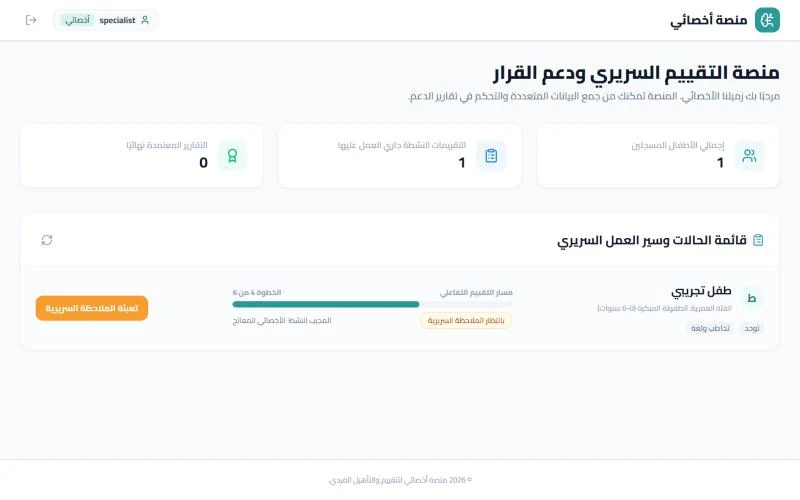 منصة أخصائي
specialist أخصائي
منصة التقييم السريري ودعم القرار
مرحبًا بك زميلنا الأخصائي. المنصة تمكنك من جمع البيانات المتعددة والتحكم في تقارير الدعم.
إجمالي الأطفال المسجلين
1
التقييمات النشطة جاري العمل عليها
1
التقارير المعتمدة نهائيًا
0
قائمة الحالات وسير العمل السريري
ط
طفل تجريبي
الفئة العمرية: الطفولة المبكرة (0-6 سنوات)
توحد
تخاطب ولغة
مسار التقييم التفاعلي
الخطوة 4 من 6
بانتظار الملاحظة السريرية
المجيب النشط: الأخصائي المعالج
تعبئة الملاحظة السريرية
© 2026 منصة أخصائي للتقييم والتأهيل الفردي.